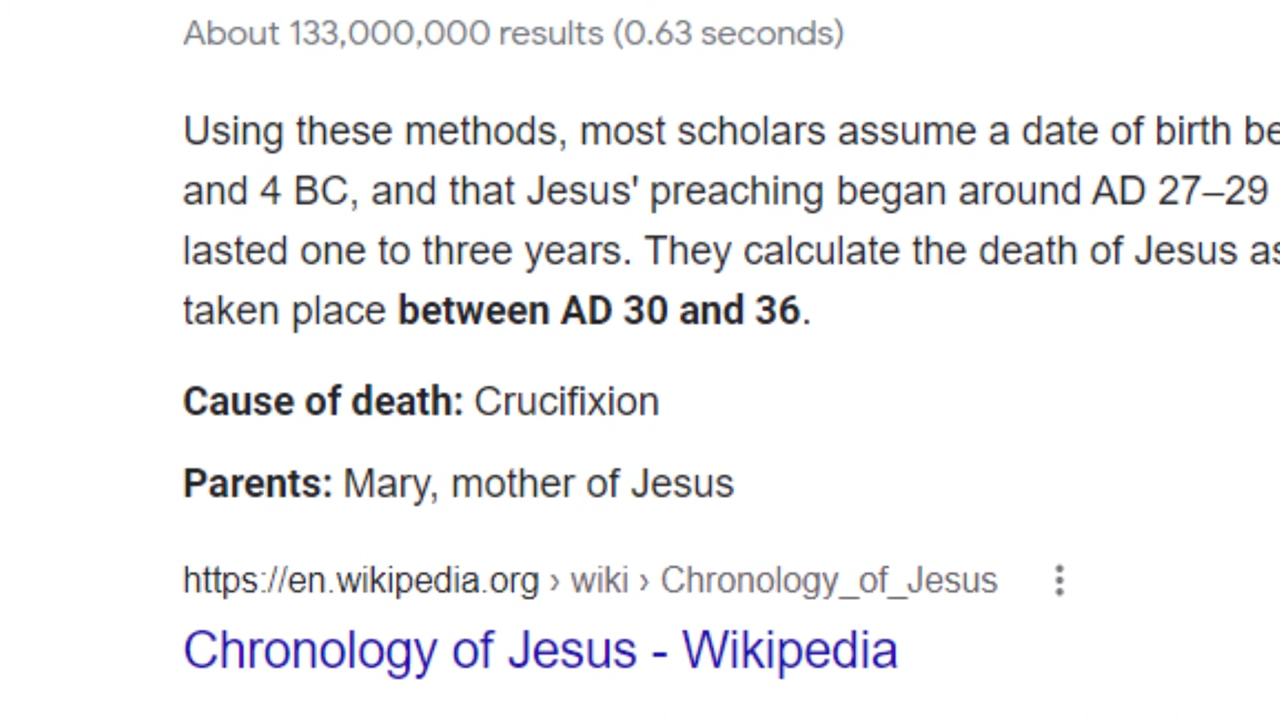 About 133,000,000 results (0.63 seconds)
Using these methods, most scholars assume a date of birth
and 4 BC, and that Jesus' preaching began around AD 27–29
lasted one to three years. They calculate the death of Jesus as
taken place between AD 30 and 36.
Cause of death: Crucifixion
Parents: Mary, mother of Jesus
https://en.wikipedia.org › wiki › Chronology_of_Jesus
Chronology of Jesus - Wikipedia